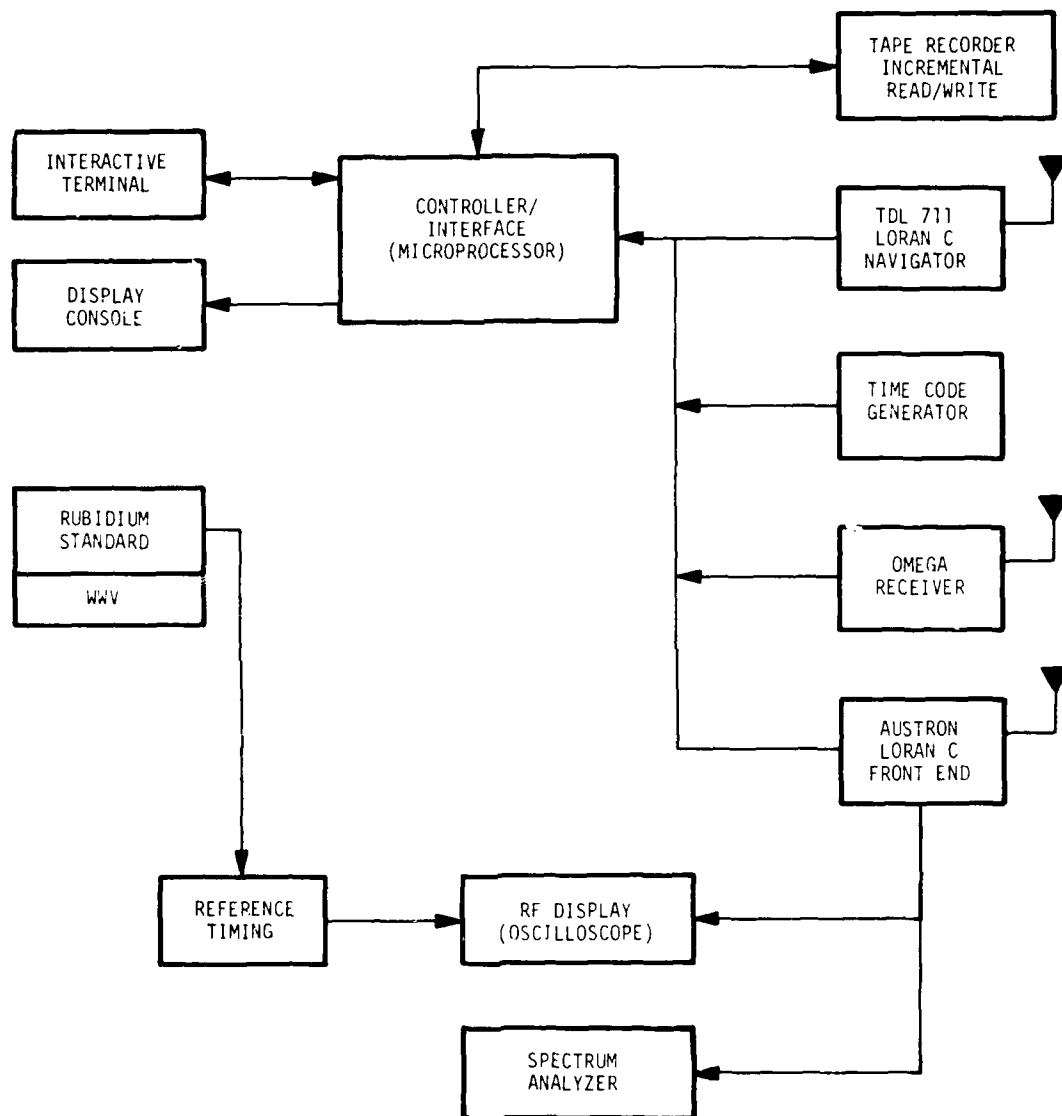 TAPE RECORDER
INCREMENTAL
READ/WRITE
INTERACTIVE
TERMINAL
CONTROLLER/
INTERFACE
(MICROPROCESSOR)
TDL 711
LORAN C
NAVIGATOR
DISPLAY
CONSOLE
TIME CODE
GENERATOR
RUBIDIUM
STANDARD
WWV
OMEGA
RECEIVER
AUSTRON
LORAN C
FRONT END
REFERENCE
TIMING
RF DISPLAY
(OSCILLOSCOPE)
SPECTRUM
ANALYZER